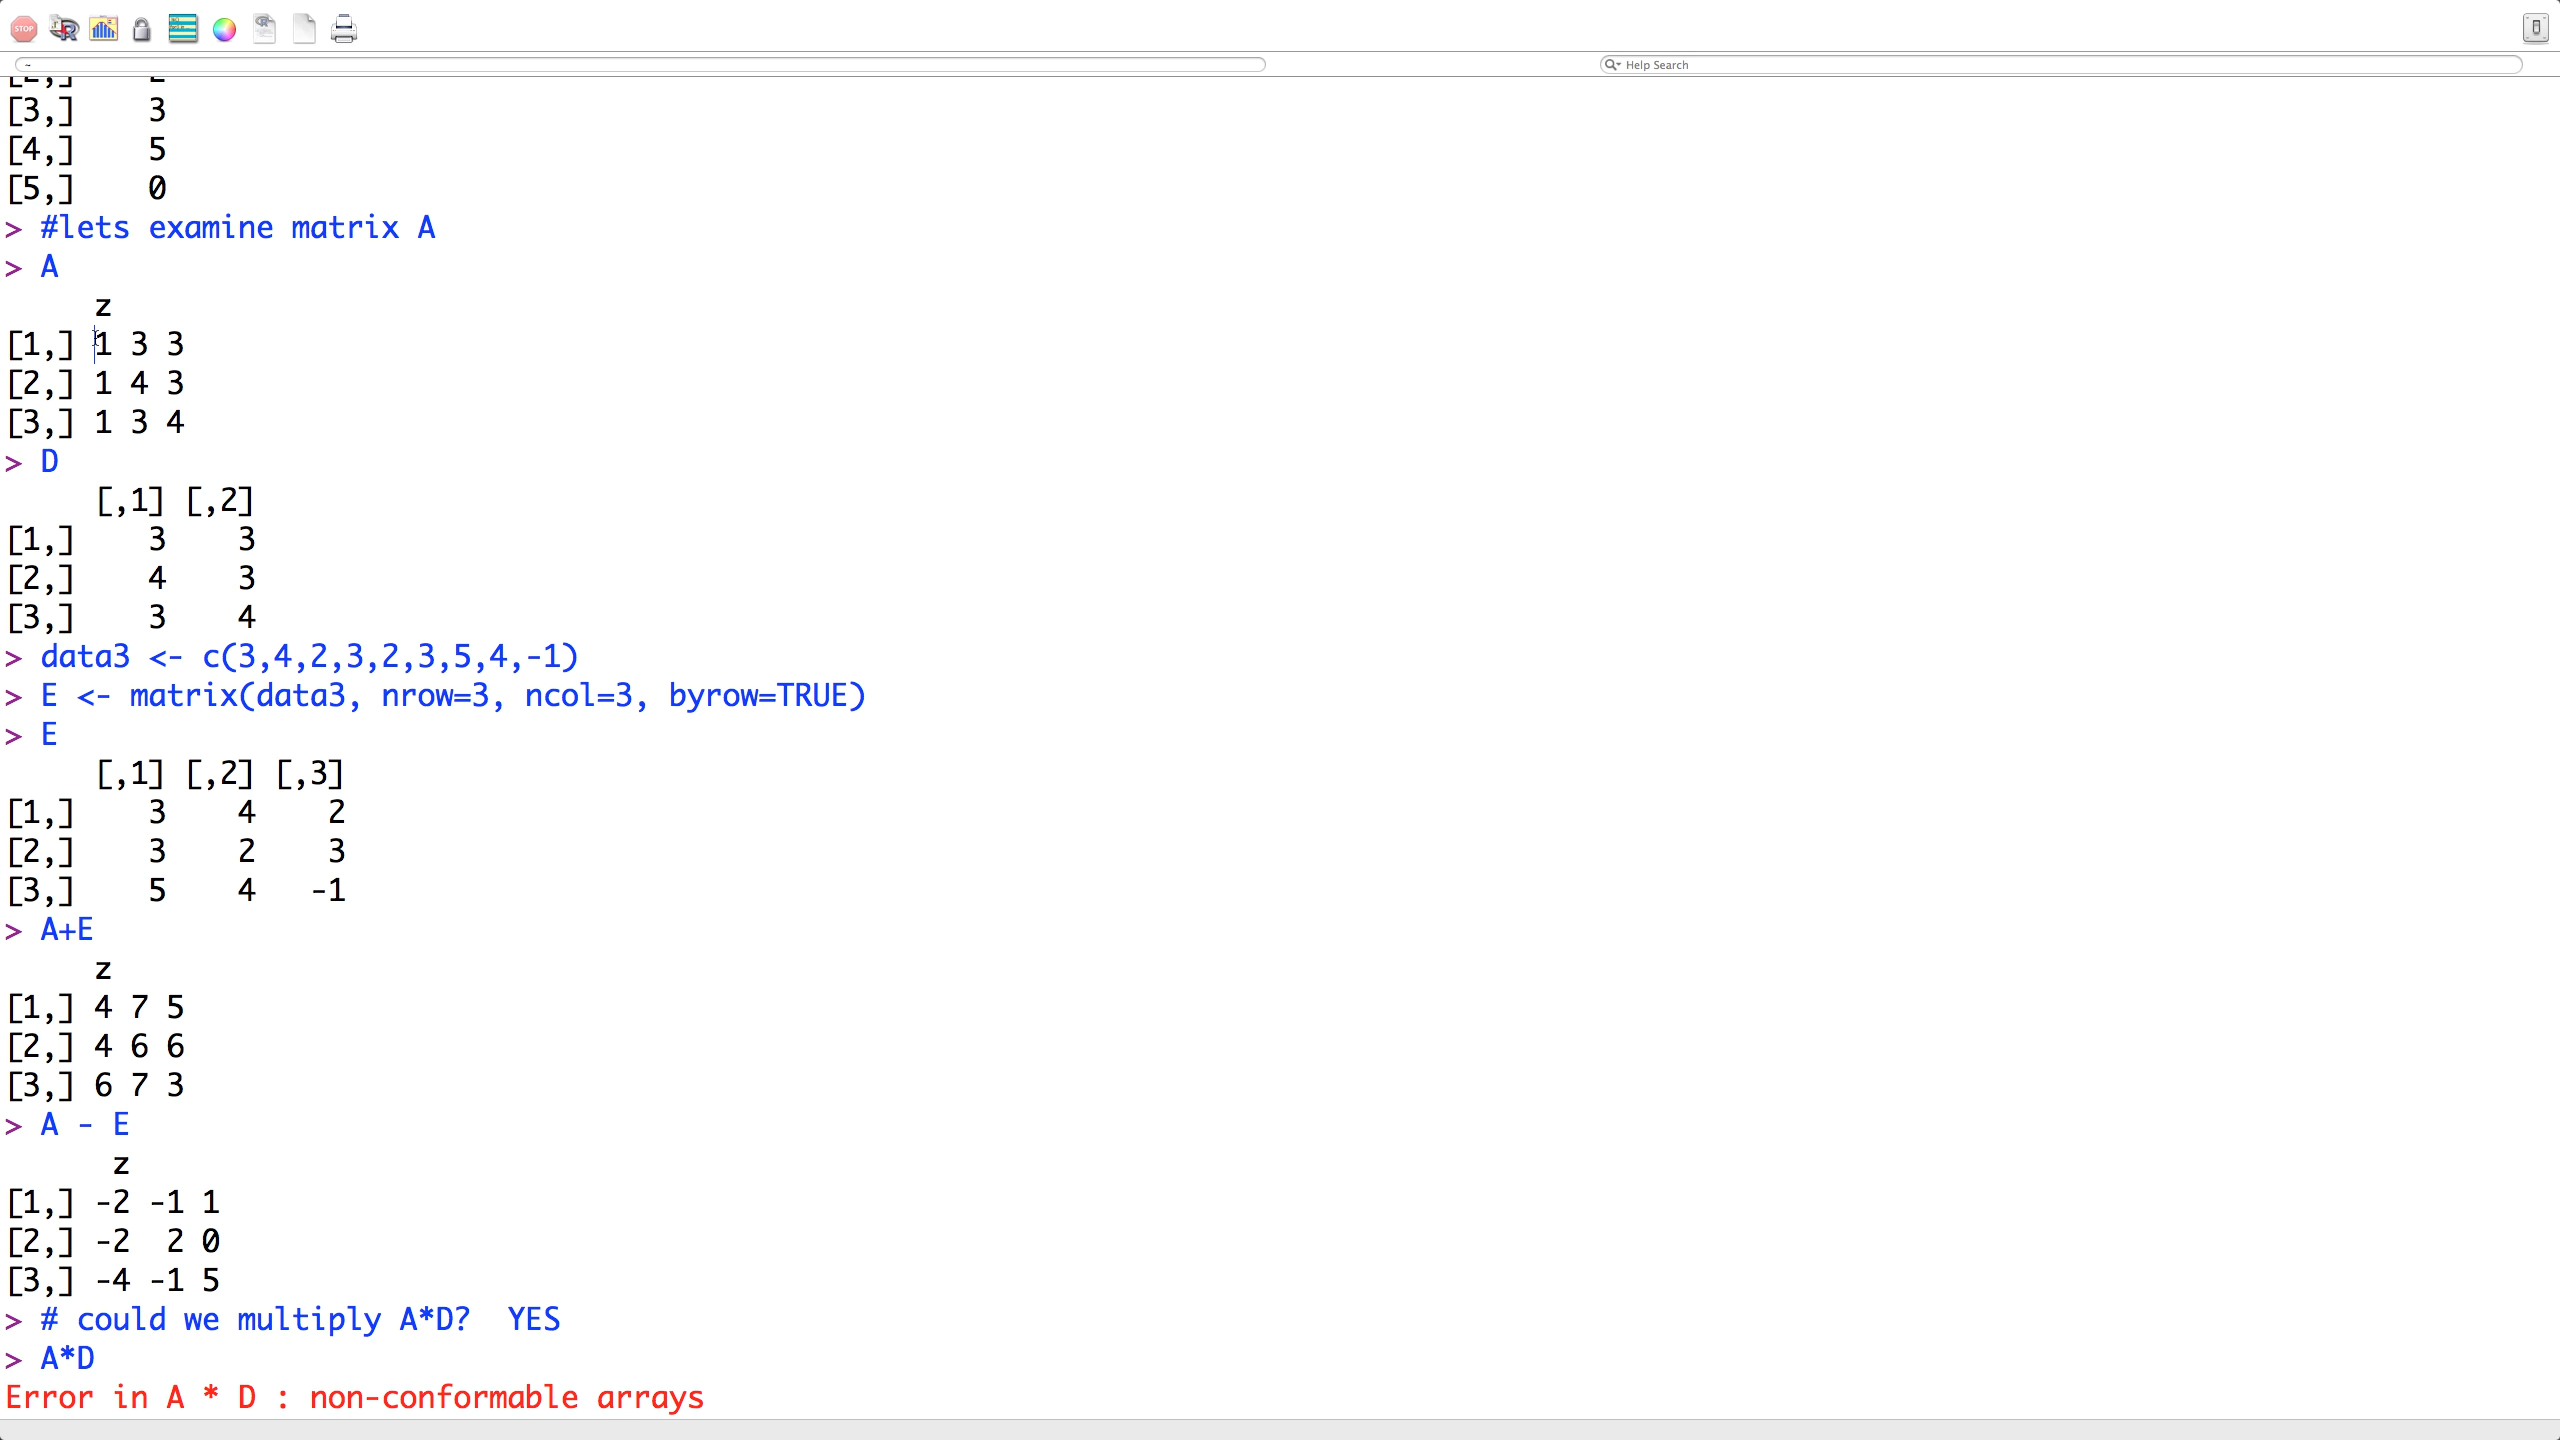 STOP
~
Help Search
[3,] 3
[4,] 5
[5,] 0
> #lets examine matrix A
> A
z
[1,] 1 3 3
[2,] 1 4 3
[3,] 1 3 4
> D
[,1] [,2]
[1,] 3 3
[2,] 4 3
[3,] 3 4
> data3 <- c(3,4,2,3,2,3,5,4,-1)
> E <- matrix(data3, nrow=3, ncol=3, byrow=TRUE)
> E
[,1] [,2] [,3]
[1,] 3 4 2
[2,] 3 2 3
[3,] 5 4 -1
> A+E
z
[1,] 4 7 5
[2,] 4 6 6
[3,] 6 7 3
> A - E
z
[1,] -2 -1 1
[2,] -2 2 0
[3,] -4 -1 5
> # could we multiply A*D?  YES
> A*D
Error in A * D : non-conformable arrays